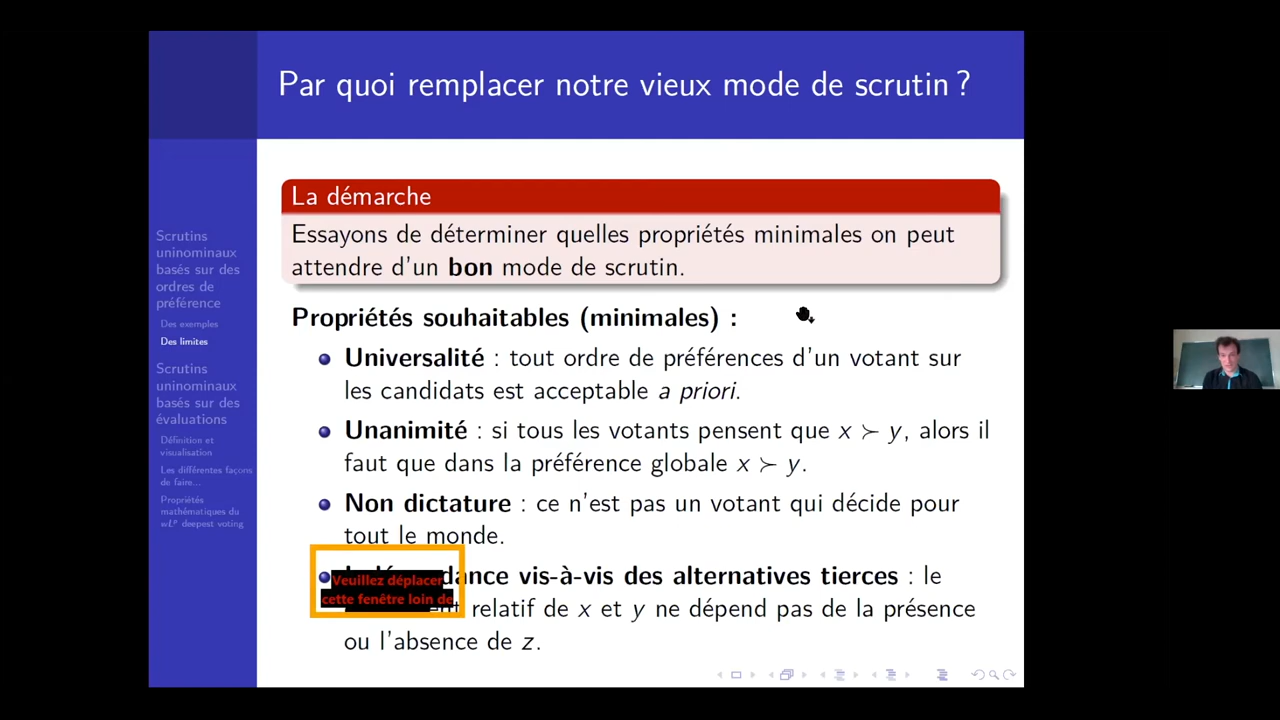 Par quoi remplacer notre vieux mode de scrutin ?
Scrutins
uninominaux
basés sur des
ordres de
préférence
Des exemples
Des limites
Scrutins
uninominaux
basés sur des
évaluations
Définition et
visualisation
Les différentes façons
de faire...
Propriétés
mathématiques du
wLᵖ deepest voting
La démarche
Essayons de déterminer quelles propriétés minimales on peut
attendre d'un bon mode de scrutin.
Propriétés souhaitables (minimales) :
Universalité : tout ordre de préférences d'un votant sur
les candidats est acceptable a priori.
Unanimité : si tous les votants pensent que x ≻ y, alors il
faut que dans la préférence globale x ≻ y.
Non dictature : ce n'est pas un votant qui décide pour
tout le monde.
dance vis-à-vis des alternatives tierces : le
relatif de x et y ne dépend pas de la présence
ou l'absence de z.
Veuillez déplacer
cette fenêtre loin de